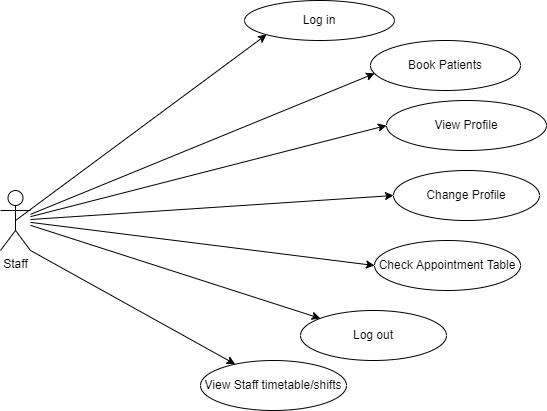 Log in
Book Patients
View Profile
Change Profile
Staff
Check Appointment Table
Log out
View Staff timetable/shifts